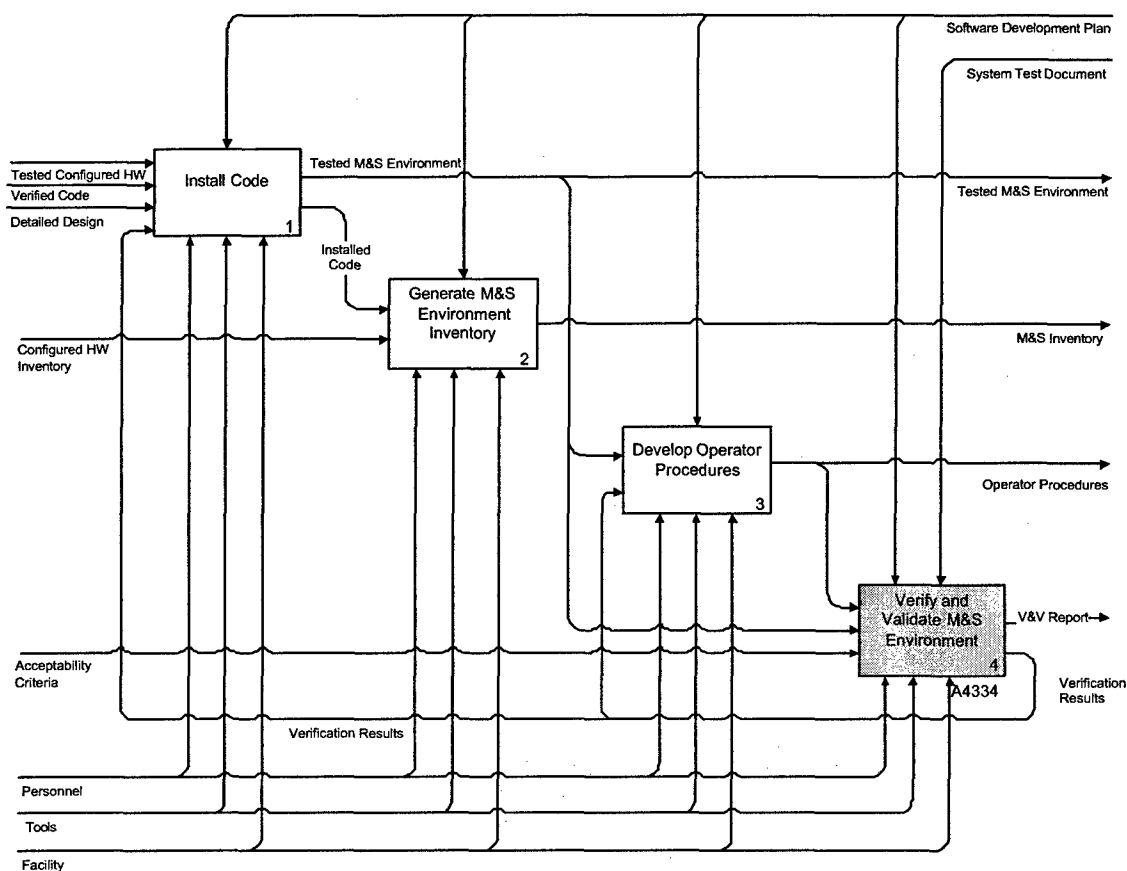 Software Development Plan
System Test Document
Tested M&S Environment
Install Code
1
Tested Configured HW
Verified Code
Detailed Design
Tested M&S Environment
Installed
Code
Generate M&S
Environment
Inventory
2
Configured HW
Inventory
M&S Inventory
Develop Operator
Procedures
3
Operator Procedures
Verify and
Validate M&S
Environment
4
A4334
V&V Report
Acceptability
Criteria
Verification
Results
Verification Results
Personnel
Tools
Facility